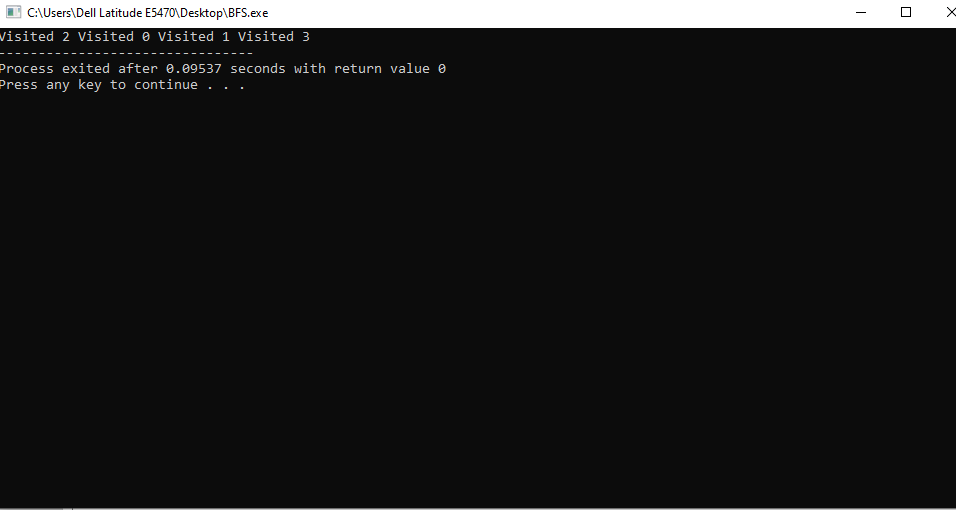 C:\Users\Dell Latitude E5470\Desktop\BFS.exe
Visited 2 Visited 0 Visited 1 Visited 3
--------------------------------
Process exited after 0.09537 seconds with return value 0
Press any key to continue . . .